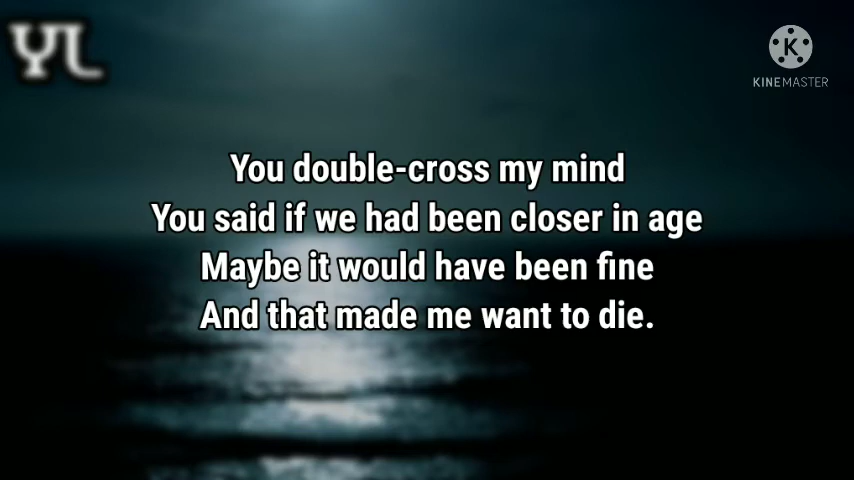 YL
KINEMASTER
You double-cross my mind
You said if we had been closer in age
Maybe it would have been fine
And that made me want to die.